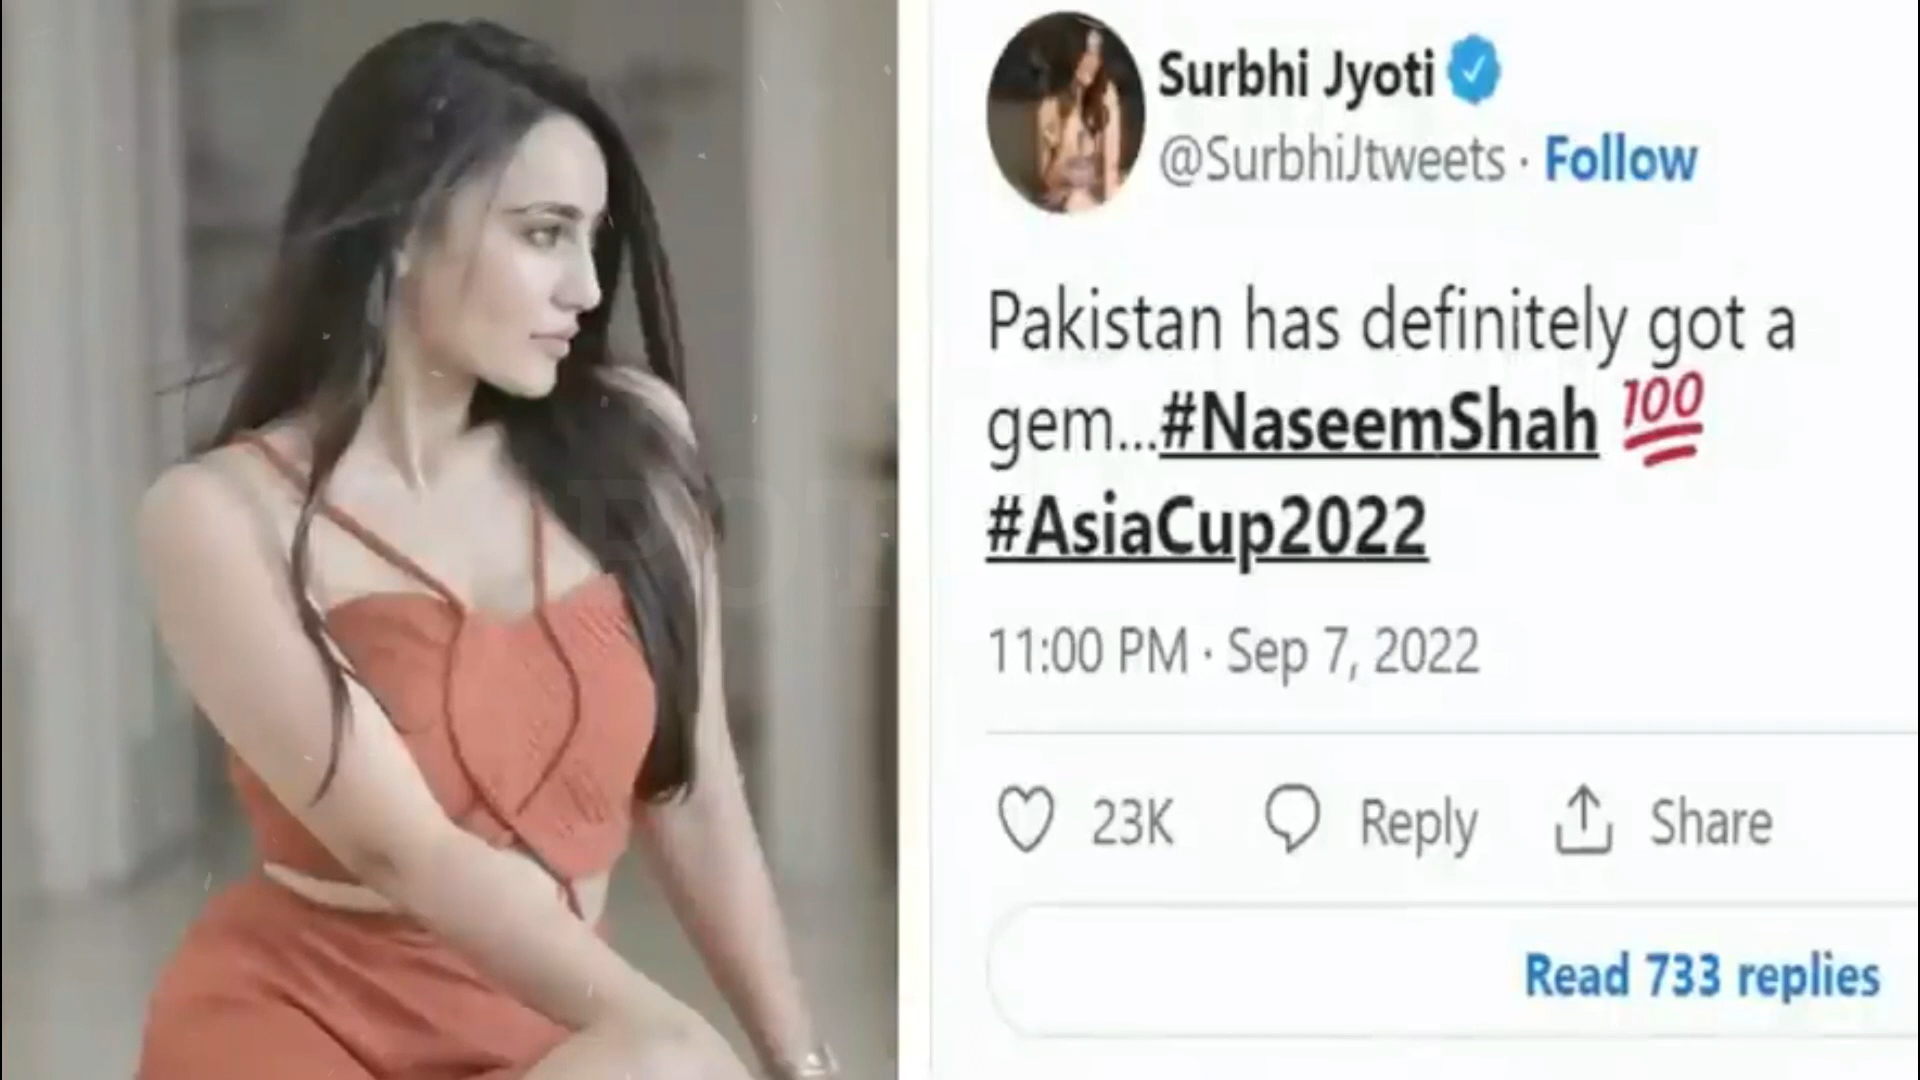 Surbhi Jyoti
@SurbhiJtweets · Follow
Pakistan has definitely got a
gem...#NaseemShah 💯
#AsiaCup2022
11:00 PM · Sep 7, 2022
23K Reply Share
Read 733 replies